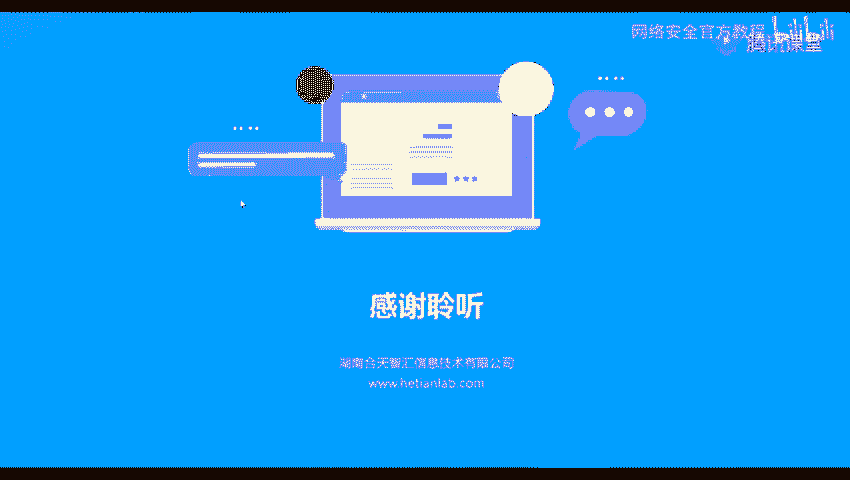 网络安全官方教程 bilibili
腾讯课堂
感谢聆听
湖南合天智汇信息技术有限公司
www.hetianlab.com